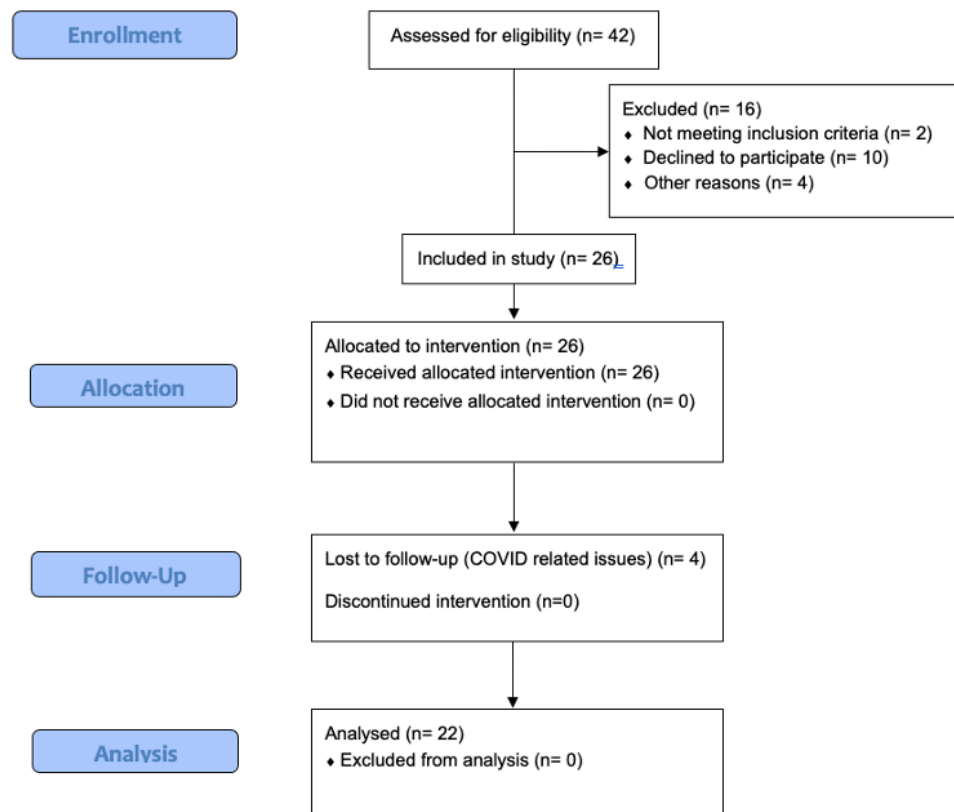 Enrollment
Assessed for eligibility (n= 42)
Excluded (n= 16)
♦ Not meeting inclusion criteria (n= 2)
♦ Declined to participate (n= 10)
♦ Other reasons (n= 4)
Included in study (n= 26)
Allocation
Allocated to intervention (n= 26)
♦ Received allocated intervention (n= 26)
♦ Did not receive allocated intervention (n= 0)
Follow-Up
Lost to follow-up (COVID related issues) (n= 4)
Discontinued intervention (n=0)
Analysis
Analysed (n= 22)
♦ Excluded from analysis (n= 0)